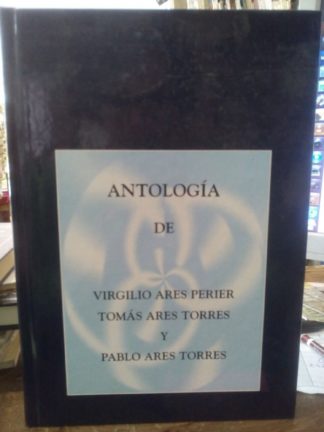 ANTOLOGÍA
DE
VIRGILIO ARES PERIER
TOMÁS ARES TORRES
Y
PABLO ARES TORRES